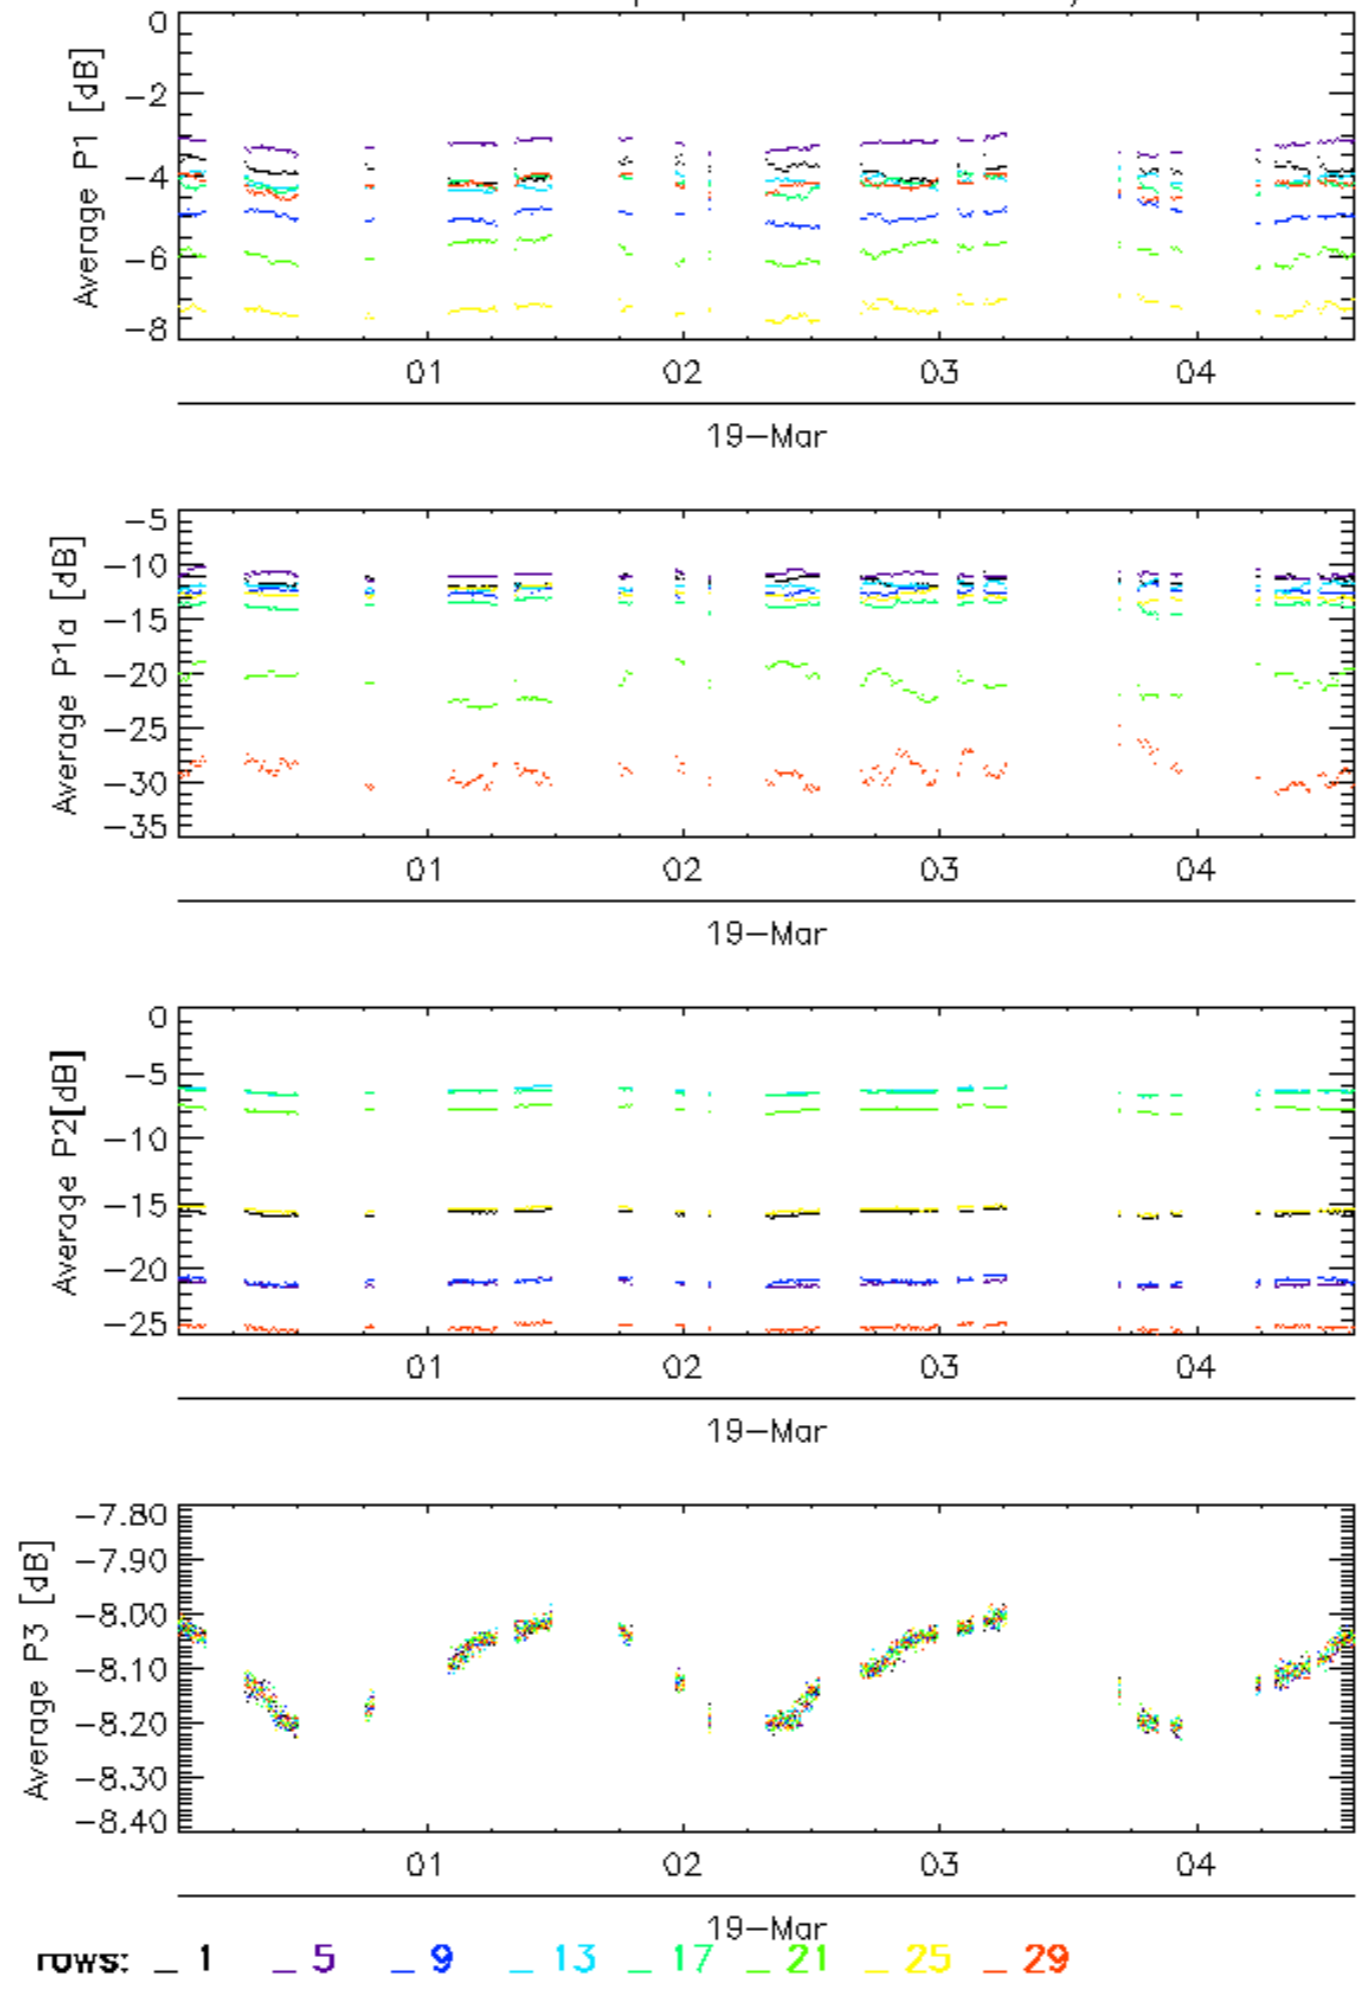 Average P1 [dB]
0
−2
−4
−6
−8
01 02 03 04
19−Mar
Average P1a [dB]
−5
−10
−15
−20
−25
−30
−35
01 02 03 04
19−Mar
Average P2[dB]
0
−5
−10
−15
−20
−25
01 02 03 04
19−Mar
Average P3 [dB]
−7.80
−7.90
−8.00
−8.10
−8.20
−8.30
−8.40
01 02 03 04
19−Mar
rows: _ 1 _ 5 _ 9 _ 13 _ 17 _ 21 _ 25 _ 29